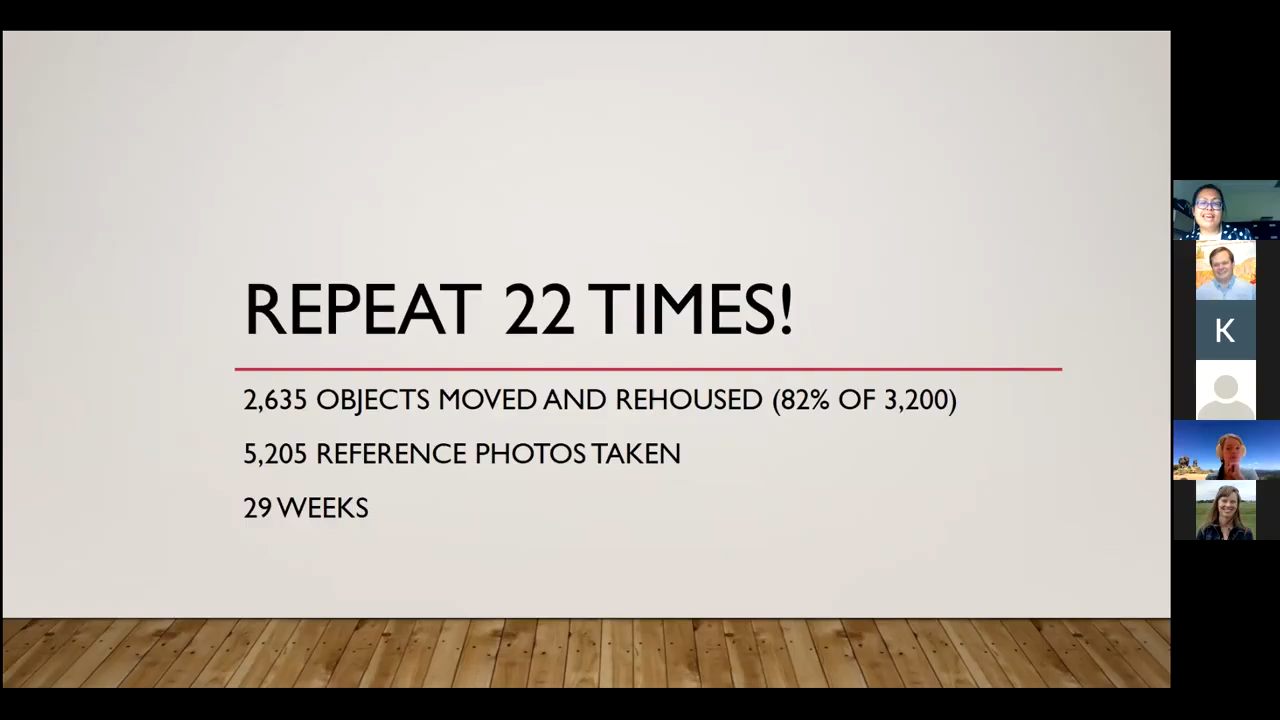 REPEAT 22 TIMES!
2,635 OBJECTS MOVED AND REHOUSED (82% OF 3,200)
5,205 REFERENCE PHOTOS TAKEN
29 WEEKS
K